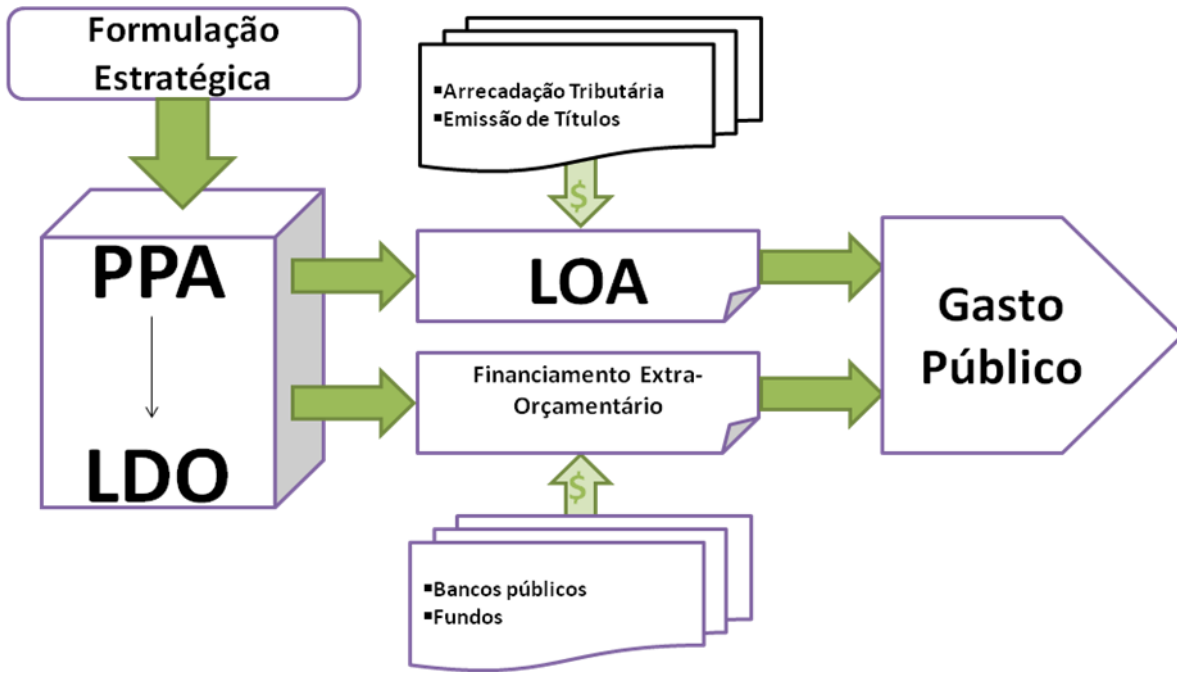 Formulação
Estratégica
▪Arrecadação Tributária
▪Emissão de Títulos
$
PPA
LDO
LOA
Financiamento Extra-
Orçamentário
Gasto
Público
$
▪Bancos públicos
▪Fundos